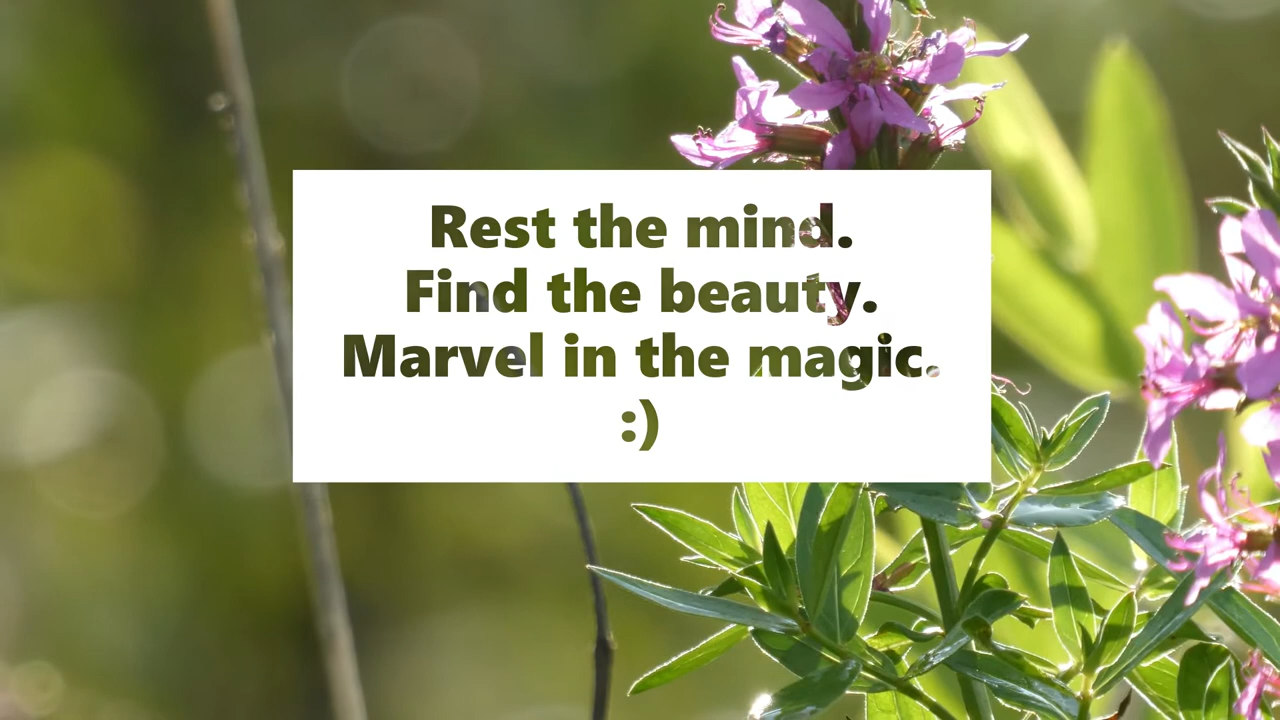 Rest the mind.
Find the beauty.
Marvel in the magic.
:)